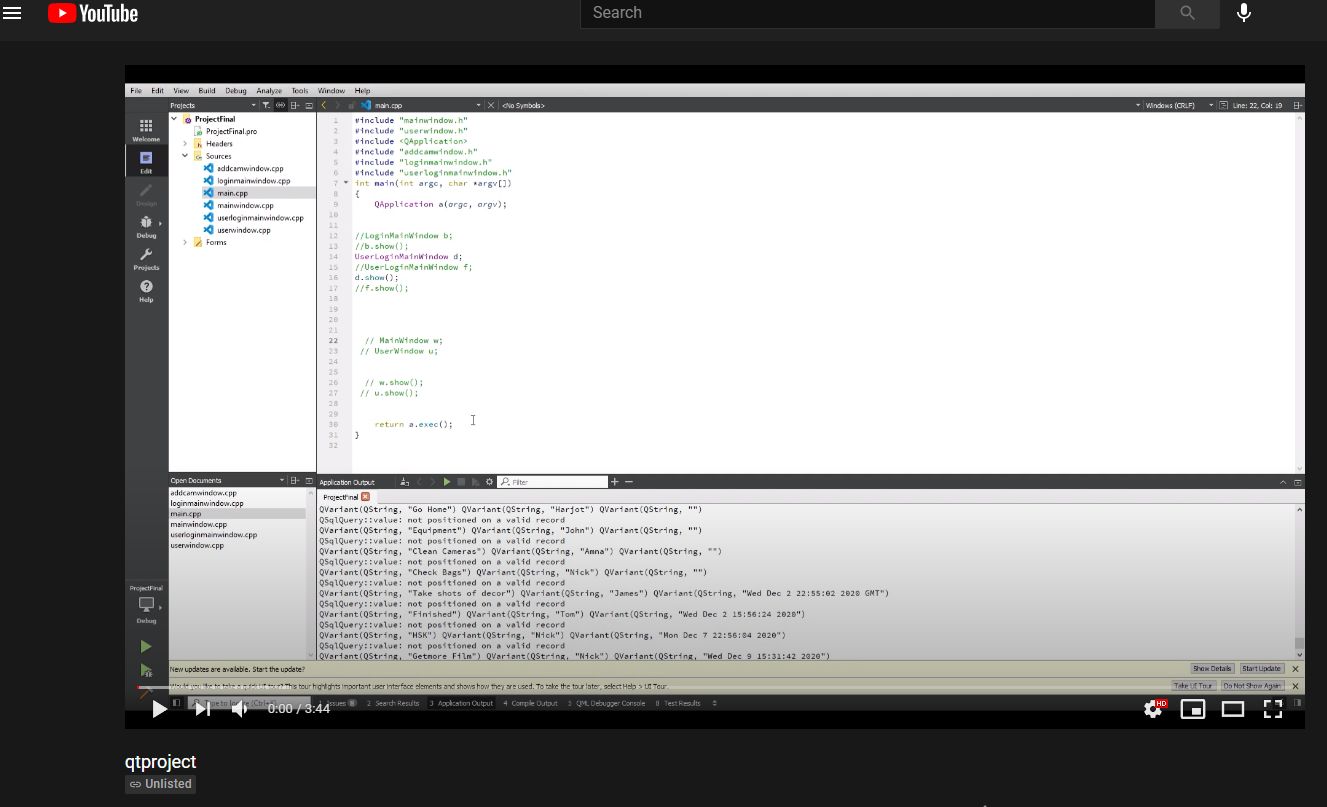 YouTube
Search
File Edit View Build Debug Analyze Tools Window Help
Projects
main.cpp
<No Symbols>
Windows (CRLF)
Line: 22, Col: 19
Welcome
Edit
Design
Debug
Projects
Help
ProjectFinal
ProjectFinal.pro
Headers
Sources
addcamwindow.cpp
loginmainwindow.cpp
main.cpp
mainwindow.cpp
userloginmainwindow.cpp
userwindow.cpp
Forms
1 #include "mainwindow.h"
2 #include "userwindow.h"
3 #include <QApplication>
4 #include "addcamwindow.h"
5 #include "loginmainwindow.h"
6 #include "userloginmainwindow.h"
7 int main(int argc, char *argv[])
8 {
9 QApplication a(argc, argv);
10
11
12 //LoginMainWindow b;
13 //b.show();
14 UserLoginMainWindow d;
15 //UserLoginMainWindow f;
16 d.show();
17 //f.show();
18
19
20
21
22 // MainWindow w;
23 // UserWindow u;
24
25
26 // w.show();
27 // u.show();
28
29
30 return a.exec();
31 }
32
Open Documents
addcamwindow.cpp
loginmainwindow.cpp
main.cpp
mainwindow.cpp
userloginmainwindow.cpp
userwindow.cpp
ProjectFinal
Debug
Application Output
Filter
ProjectFinal
QVariant(QString, "Go Home") QVariant(QString, "Harjot") QVariant(QString, "")
QSqlQuery::value: not positioned on a valid record
QVariant(QString, "Equipment") QVariant(QString, "John") QVariant(QString, "")
QSqlQuery::value: not positioned on a valid record
QVariant(QString, "Clean Cameras") QVariant(QString, "Amna") QVariant(QString, "")
QSqlQuery::value: not positioned on a valid record
QVariant(QString, "Check Bags") QVariant(QString, "Nick") QVariant(QString, "")
QSqlQuery::value: not positioned on a valid record
QVariant(QString, "Take shots of decor") QVariant(QString, "James") QVariant(QString, "Wed Dec 2 22:55:02 2020 GMT")
QSqlQuery::value: not positioned on a valid record
QVariant(QString, "Finished") QVariant(QString, "Tom") QVariant(QString, "Wed Dec 2 15:56:24 2020")
QSqlQuery::value: not positioned on a valid record
QVariant(QString, "HSK") QVariant(QString, "Nick") QVariant(QString, "Mon Dec 7 22:56:04 2020")
QSqlQuery::value: not positioned on a valid record
QVariant(QString, "Getmore Film") QVariant(QString, "Nick") QVariant(QString, "Wed Dec 9 15:31:42 2020")
New updates are available. Start the update?
Show Details
Start Update
Would you like to take a quick UI tour? This tour highlights important user interface elements and shows how they are used. To take the tour later, select Help > UI Tour.
Take UI Tour
Do Not Show Again
2 Search Results 3 Application Output 4 Compile Output 5 QML Debugger Console 8 Test Results
0:00 / 3:44
HD
qtproject
Unlisted